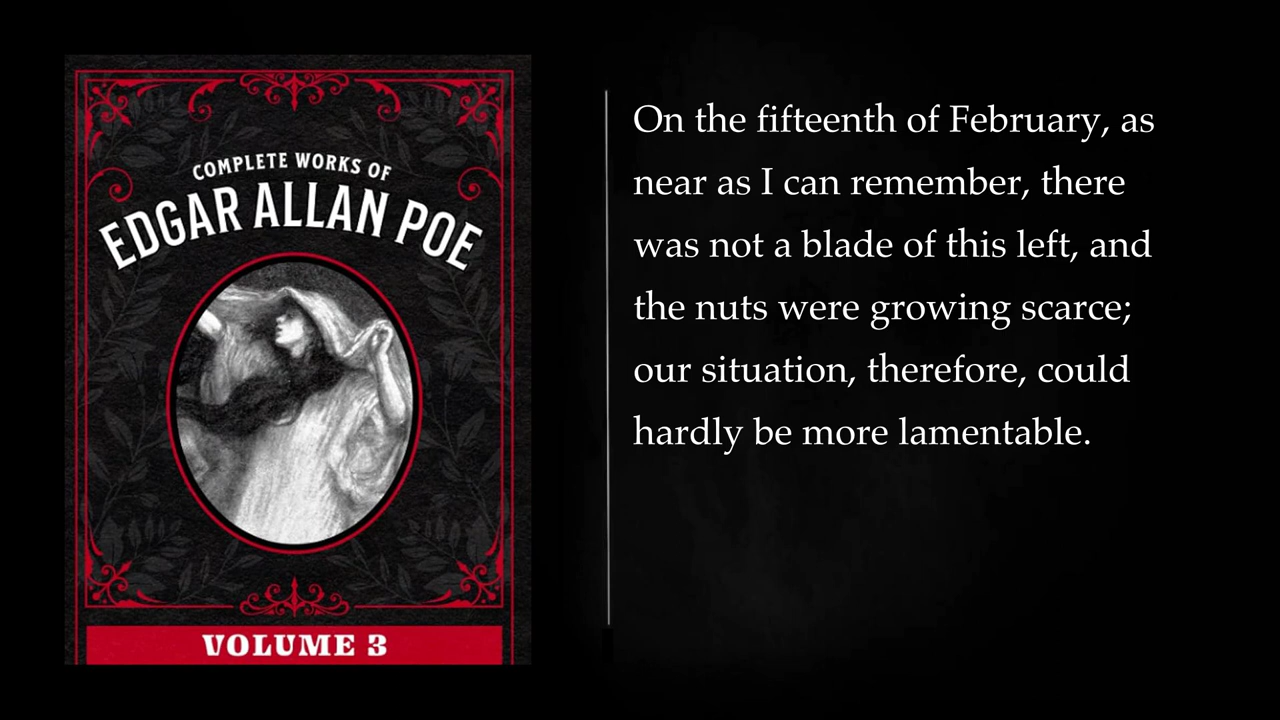 COMPLETE WORKS OF
EDGAR ALLAN POE
VOLUME 3
On the fifteenth of February, as
near as I can remember, there
was not a blade of this left, and
the nuts were growing scarce;
our situation, therefore, could
hardly be more lamentable.